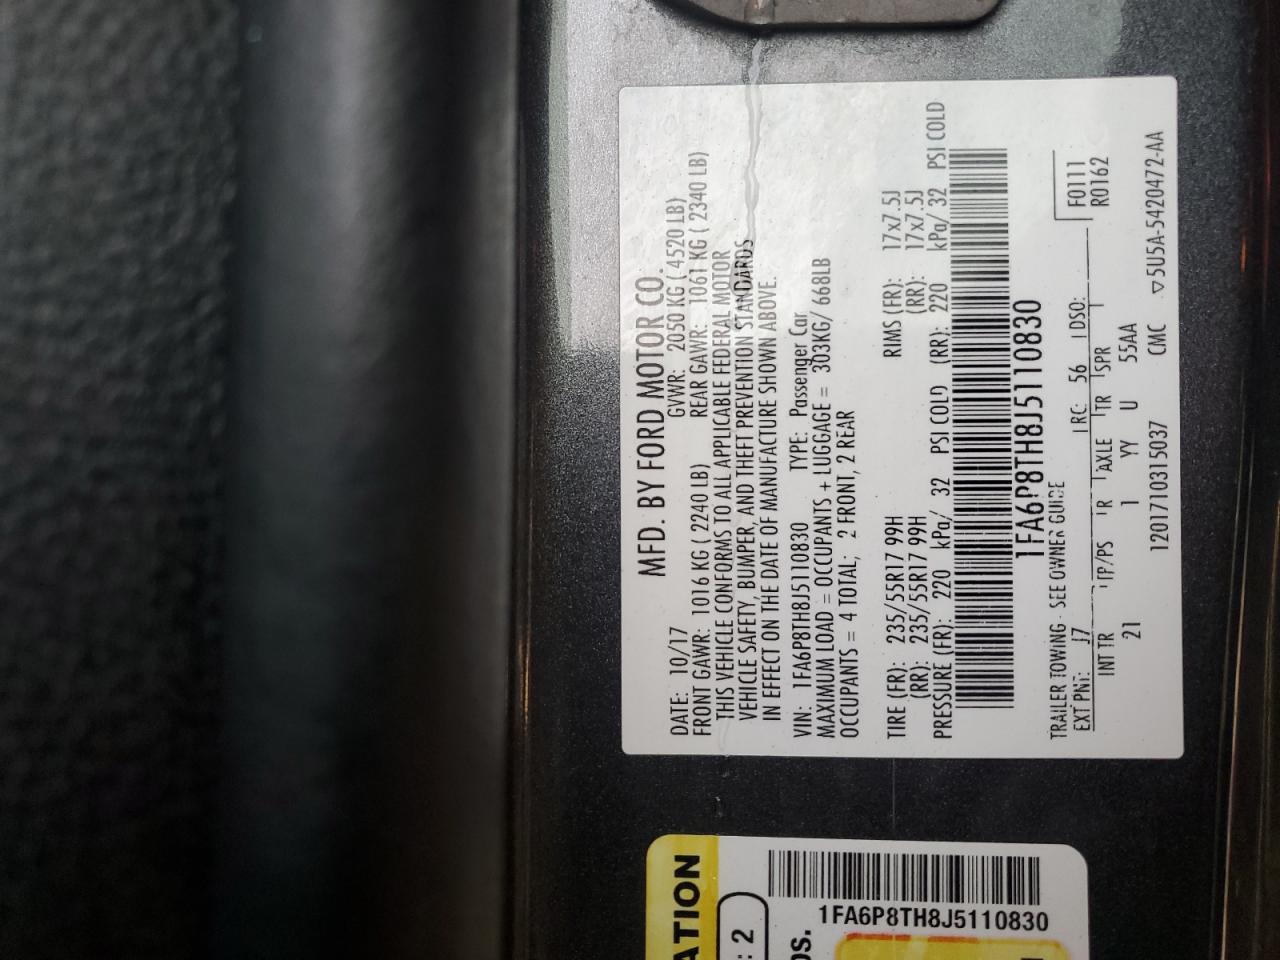 MFD. BY FORD MOTOR CO.
DATE: 10/17 GVWR: 2050 KG ( 4520 LB)
FRONT GAWR: 1016 KG ( 2240 LB) REAR GAWR: 1061 KG ( 2340 LB)
THIS VEHICLE CONFORMS TO ALL APPLICABLE FEDERAL MOTOR
VEHICLE SAFETY, BUMPER, AND THEFT PREVENTION STANDARDS
IN EFFECT ON THE DATE OF MANUFACTURE SHOWN ABOVE.
VIN: 1FA6P8TH8J5110830 TYPE: Passenger Car
MAXIMUM LOAD = OCCUPANTS + LUGGAGE = 303KG/ 668LB
OCCUPANTS = 4 TOTAL; 2 FRONT, 2 REAR
TIRE (FR): 235/55R17 99H RIMS (FR): 17x7.5J
(RR): 235/55R17 99H (RR): 17x7.5J
PRESSURE (FR): 220 kPa/ 32 PSI COLD (RR): 220 kPa/ 32 PSI COLD
1FA6P8TH8J5110830
TRAILER TOWING - SEE OWNER GUIDE F0111
EXT PNT: J7 RC: 56 DSO: R0162
INT TR TP/PS R AXLE TR SPR
21 1 YY U 55AA
1201710315037 CMC ▽5U5A-5420472-AA
ATION
: 2
1FA6P8TH8J5110830
os.